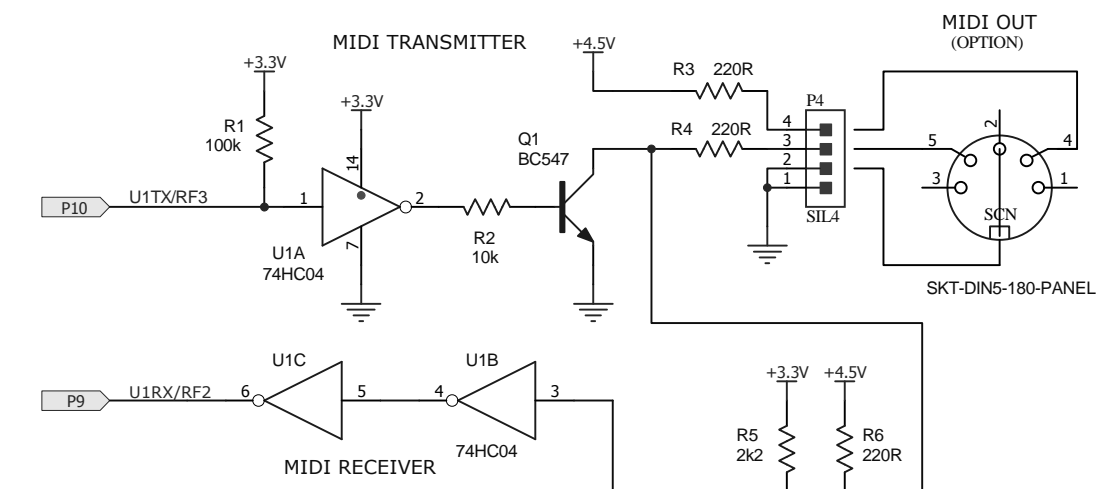 MIDI OUT
(OPTION)
MIDI TRANSMITTER
+4.5V
+3.3V
R3 220R
P4
+3.3V
R1
100k
R4 220R
4
3
2
1
SIL4
Q1
BC547
14
5
2
4
3
1
SCN
P10
U1TX/RF3
1
2
7
R2
10k
U1A
74HC04
SKT-DIN5-180-PANEL
U1C
U1B
P9
U1RX/RF2
6
5
4
3
74HC04
MIDI RECEIVER
+3.3V
+4.5V
R5
2k2
R6
220R